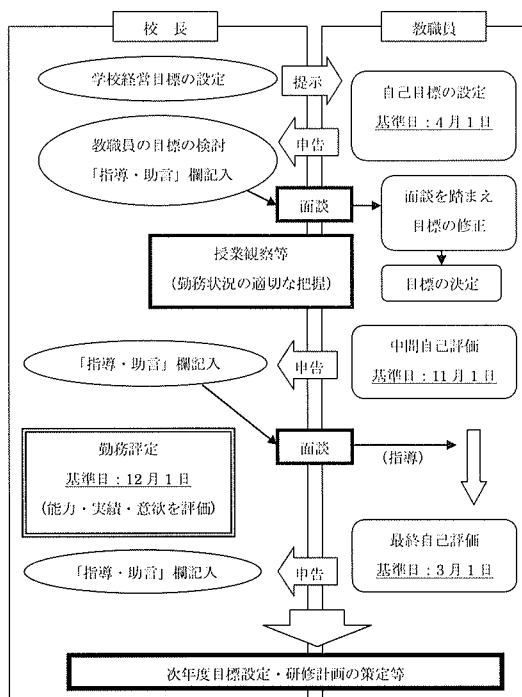 校　長
教職員
学校経営目標の設定
提示
自己目標の設定
基準日：4月1日
申告
教職員の目標の検討
「指導・助言」欄記入
面談
面談を踏まえ
目標の修正
授業観察等
(勤務状況の適切な把握)
目標の決定
「指導・助言」欄記入
申告
中間自己評価
基準日：11月1日
面談
(指導)
勤務評定
基準日：12月1日
(能力・実績・意欲を評価)
最終自己評価
基準日：3月1日
「指導・助言」欄記入
申告
次年度目標設定・研修計画の策定等